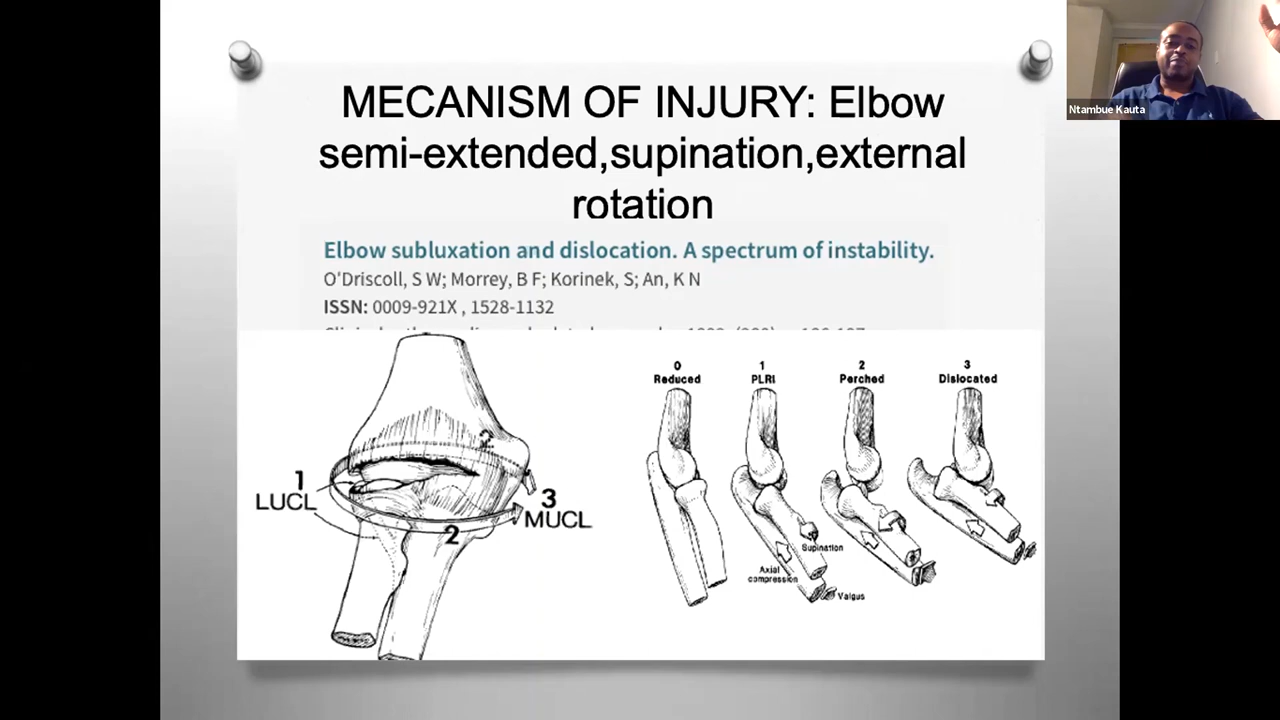 MECANISM OF INJURY: Elbow
semi-extended,supination,external
rotation
Ntambue Kauta
Elbow subluxation and dislocation. A spectrum of instability.
O'Driscoll, S W; Morrey, B F; Korinek, S; An, K N
ISSN: 0009-921X , 1528-1132
1
LUCL
2
3
MUCL
2
0
Reduced
1
PLRI
2
Perched
3
Dislocated
Supination
Axial
compression
Valgus